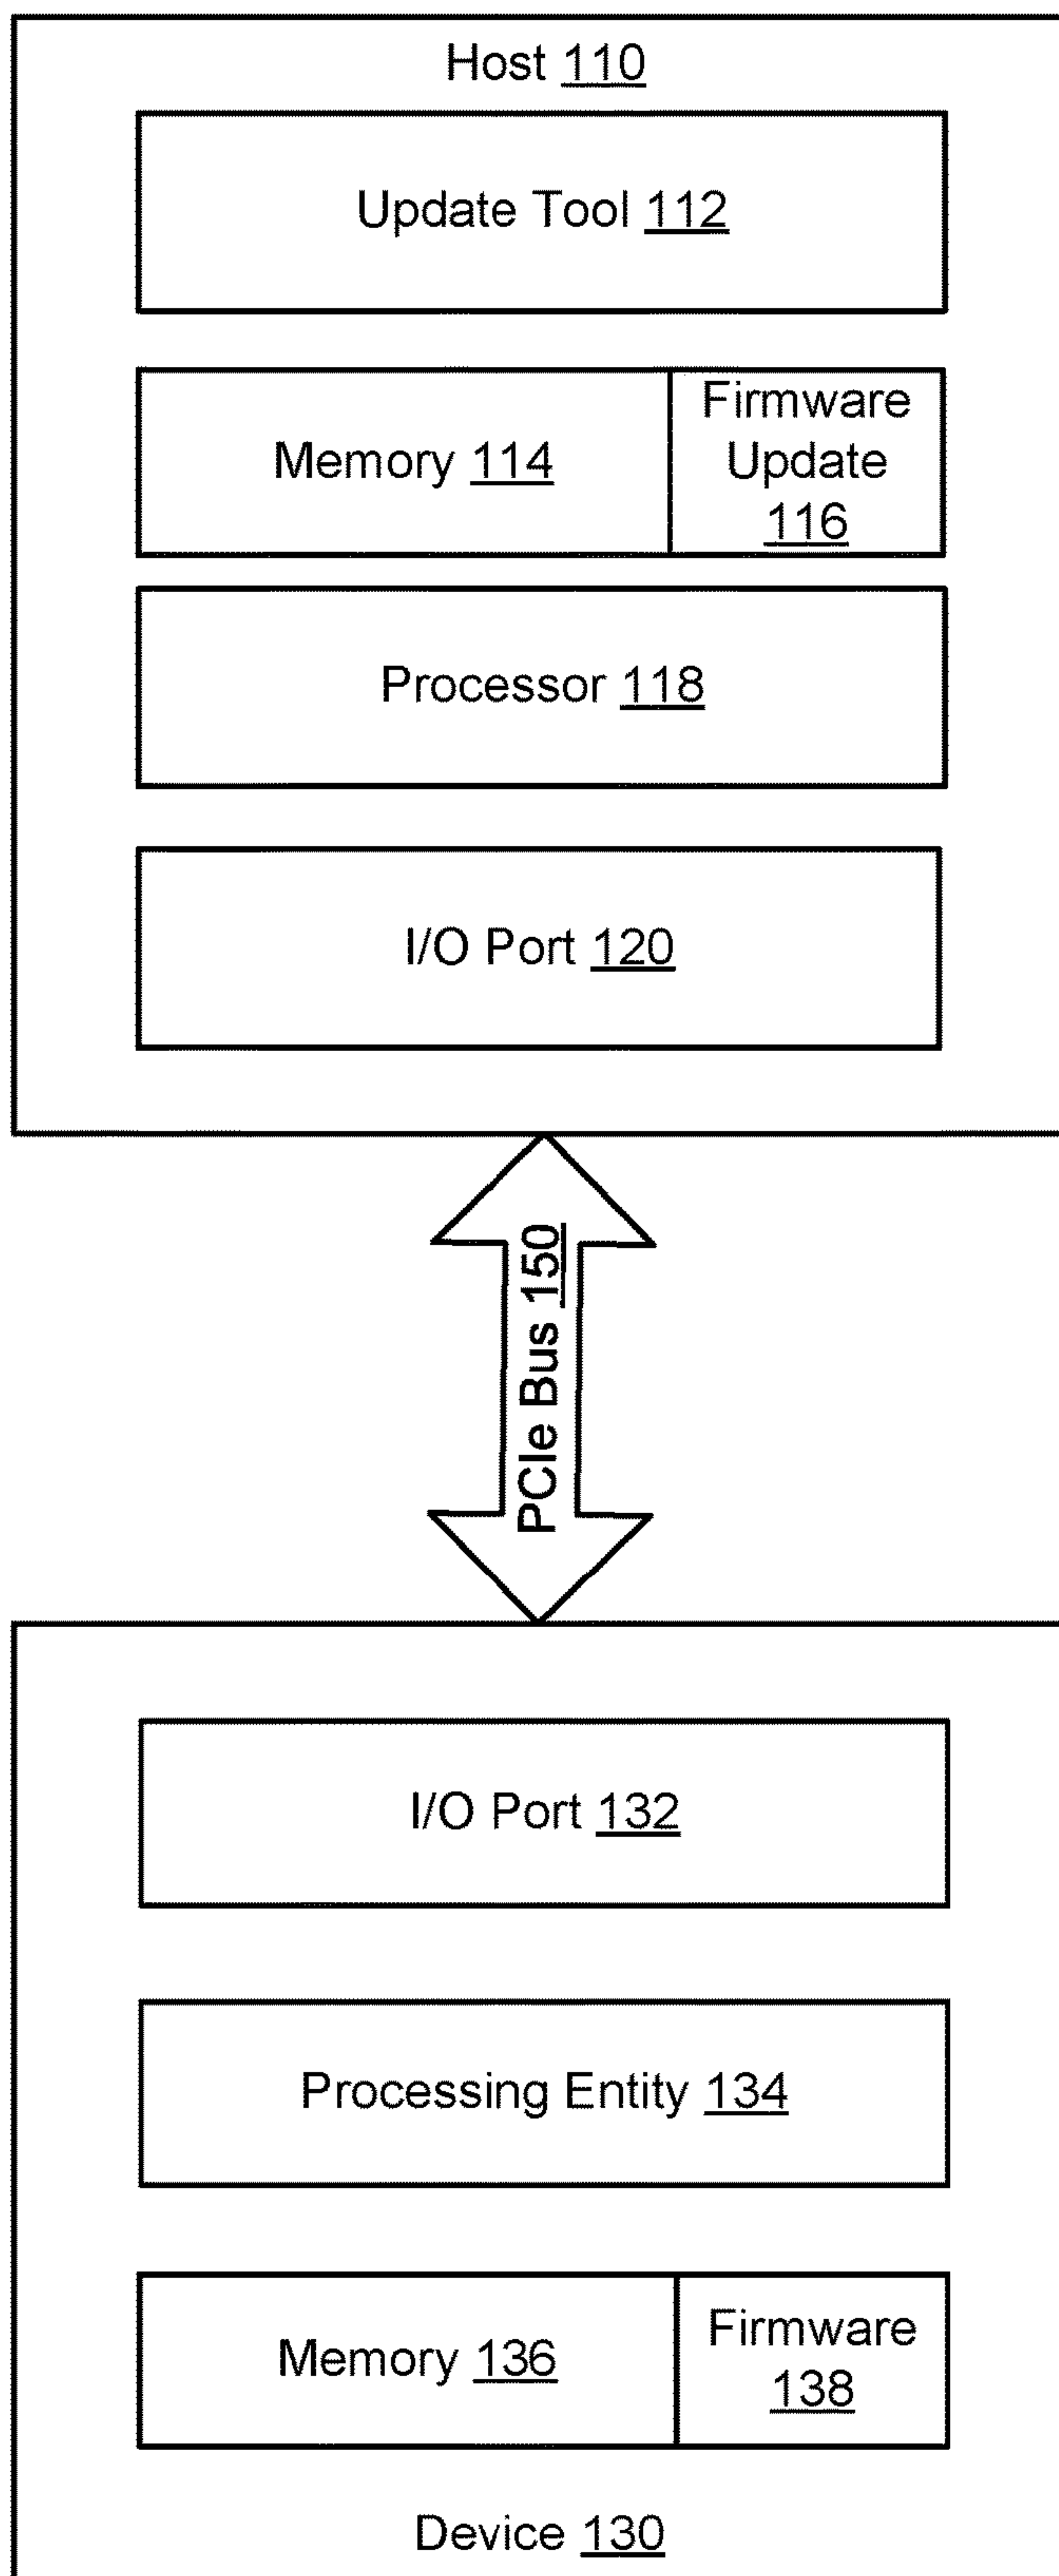 Host 110
Update Tool 112
Memory 114
Firmware
Update
116
Processor 118
I/O Port 120
PCIe Bus 150
I/O Port 132
Processing Entity 134
Memory 136
Firmware
138
Device 130